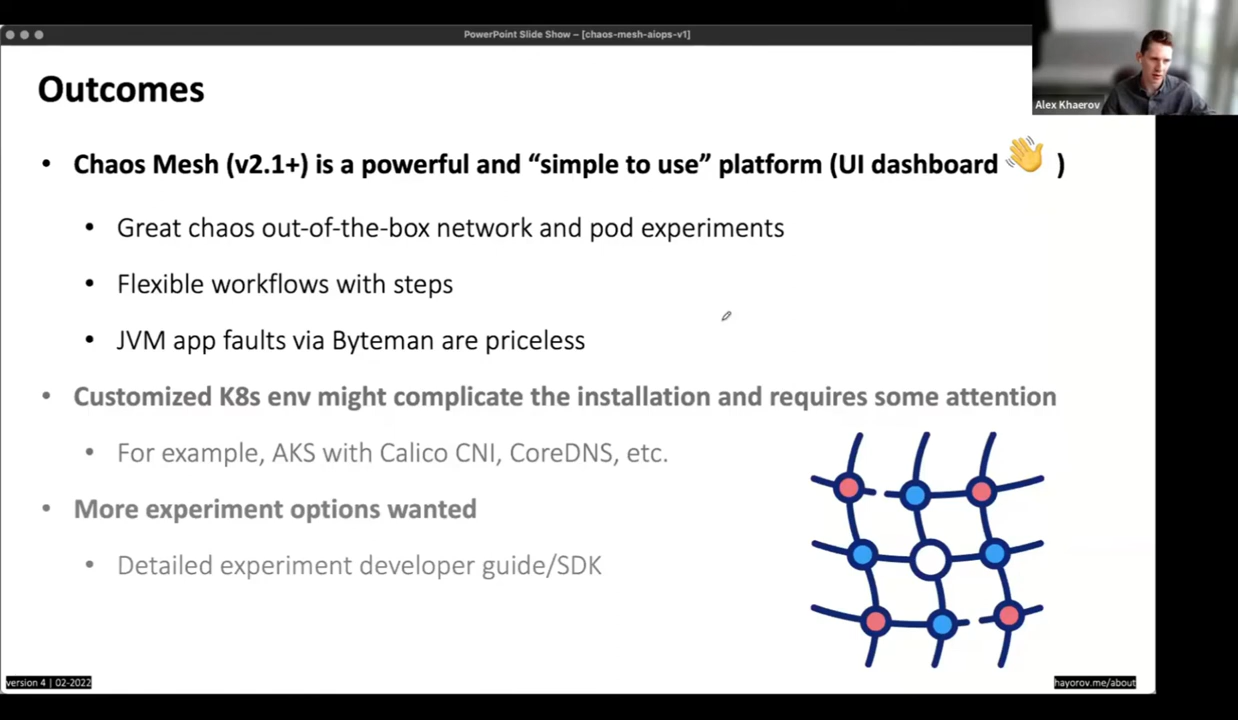 PowerPoint Slide Show – [chaos-mesh-aiops-v1]
Alex Khaerov
Outcomes
• Chaos Mesh (v2.1+) is a powerful and “simple to use” platform (UI dashboard 👋 )
• Great chaos out-of-the-box network and pod experiments
• Flexible workflows with steps
• JVM app faults via Byteman are priceless
• Customized K8s env might complicate the installation and requires some attention
• For example, AKS with Calico CNI, CoreDNS, etc.
• More experiment options wanted
• Detailed experiment developer guide/SDK
version 4 | 02-2022
hayorov.me/about